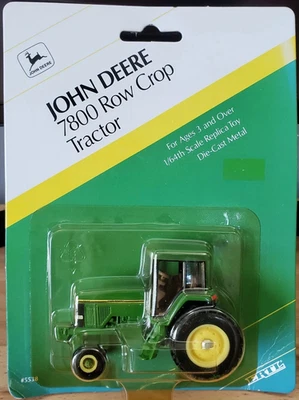 JOHN DEERE
JOHN DEERE
7800 Row Crop
Tractor
For Ages 3 and Over
1/64th Scale Replica Toy
Die-Cast Metal
ERTL